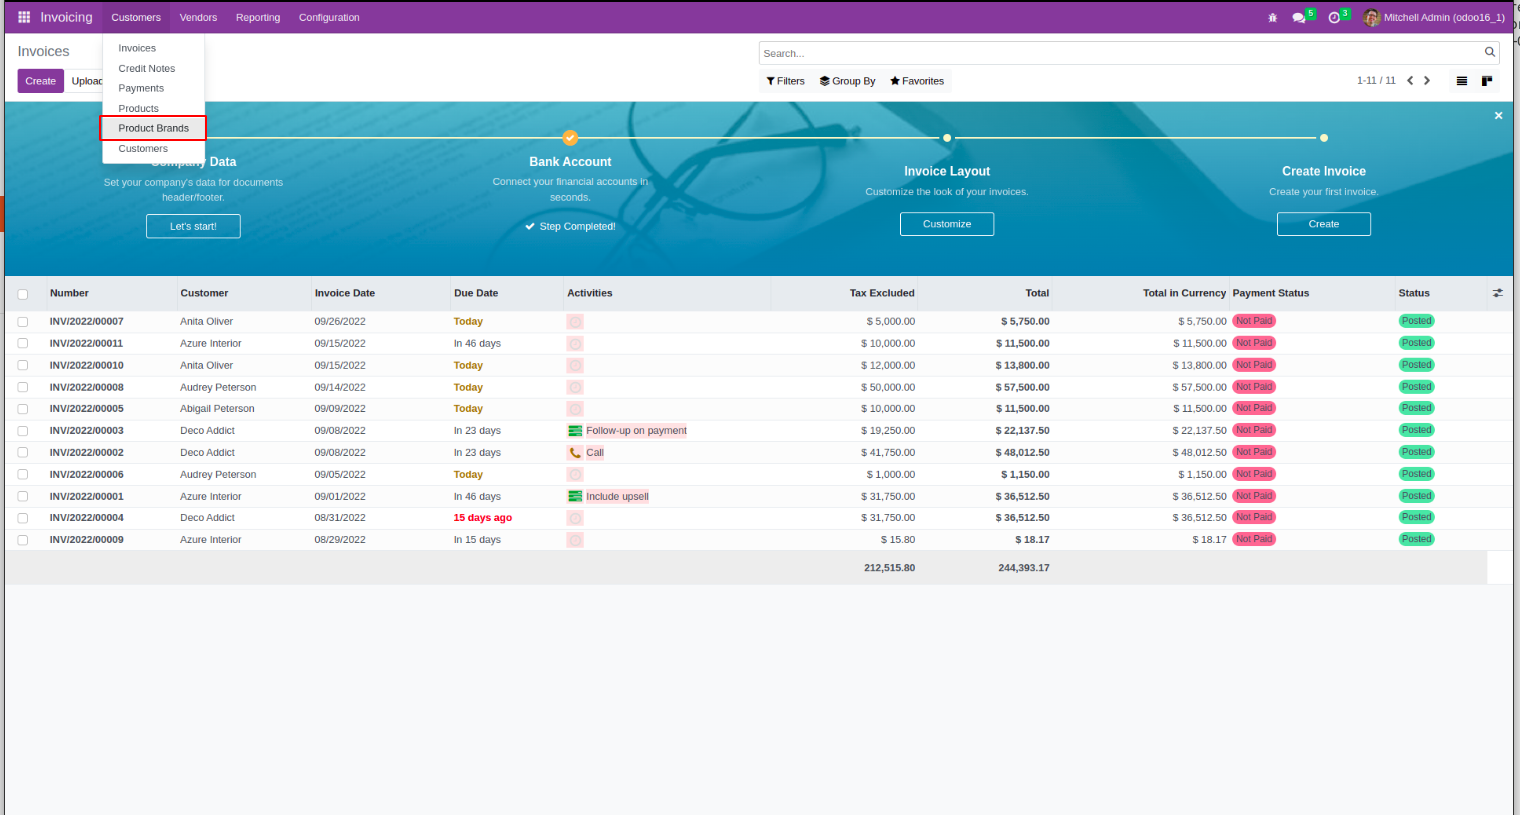 Invoicing Customers Vendors Reporting Configuration 5 3 Mitchell Admin (odoo16_1)
Invoices
Search...
Create Upload
Filters Group By Favorites 1-11 / 11
Invoices
Credit Notes
Payments
Products
Product Brands
Customers
Company Data
Set your company's data for documents
header/footer.
Let's start!
Bank Account
Connect your financial accounts in
seconds.
Step Completed!
Invoice Layout
Customize the look of your invoices.
Customize
Create Invoice
Create your first invoice.
Create
Number Customer Invoice Date Due Date Activities Tax Excluded Total Total in Currency Payment Status Status
INV/2022/00007 Anita Oliver 09/26/2022 Today $ 5,000.00 $ 5,750.00 $ 5,750.00 Not Paid Posted
INV/2022/00011 Azure Interior 09/15/2022 In 46 days $ 10,000.00 $ 11,500.00 $ 11,500.00 Not Paid Posted
INV/2022/00010 Anita Oliver 09/15/2022 Today $ 12,000.00 $ 13,800.00 $ 13,800.00 Not Paid Posted
INV/2022/00008 Audrey Peterson 09/14/2022 Today $ 50,000.00 $ 57,500.00 $ 57,500.00 Not Paid Posted
INV/2022/00005 Abigail Peterson 09/09/2022 Today $ 10,000.00 $ 11,500.00 $ 11,500.00 Not Paid Posted
INV/2022/00003 Deco Addict 09/08/2022 In 23 days Follow-up on payment $ 19,250.00 $ 22,137.50 $ 22,137.50 Not Paid Posted
INV/2022/00002 Deco Addict 09/08/2022 In 23 days Call $ 41,750.00 $ 48,012.50 $ 48,012.50 Not Paid Posted
INV/2022/00006 Audrey Peterson 09/05/2022 Today $ 1,000.00 $ 1,150.00 $ 1,150.00 Not Paid Posted
INV/2022/00001 Azure Interior 09/01/2022 In 46 days Include upsell $ 31,750.00 $ 36,512.50 $ 36,512.50 Not Paid Posted
INV/2022/00004 Deco Addict 08/31/2022 15 days ago $ 31,750.00 $ 36,512.50 $ 36,512.50 Not Paid Posted
INV/2022/00009 Azure Interior 08/29/2022 In 15 days $ 15.80 $ 18.17 $ 18.17 Not Paid Posted
212,515.80 244,393.17